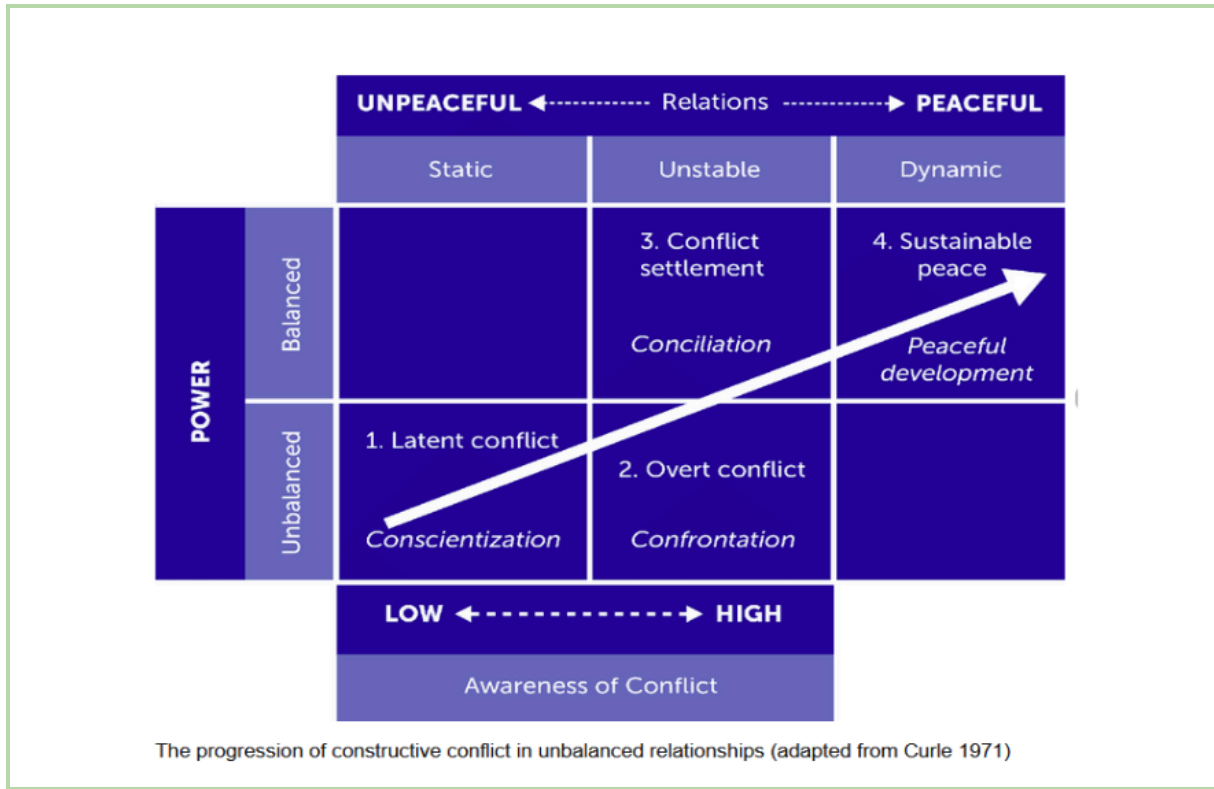 UNPEACEFUL Relations PEACEFUL
Static Unstable Dynamic
POWER
Balanced
3. Conflict
settlement
Conciliation
4. Sustainable
peace
Peaceful
development
Unbalanced
1. Latent conflict
Conscientization
2. Overt conflict
Confrontation
LOW HIGH
Awareness of Conflict
The progression of constructive conflict in unbalanced relationships (adapted from Curle 1971)